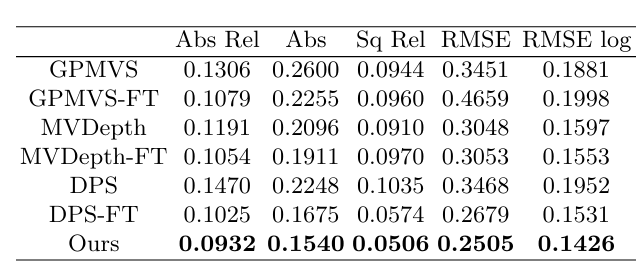 Abs Rel Abs Sq Rel RMSE RMSE log
GPMVS 0.1306 0.2600 0.0944 0.3451 0.1881
GPMVS-FT 0.1079 0.2255 0.0960 0.4659 0.1998
MVDepth 0.1191 0.2096 0.0910 0.3048 0.1597
MVDepth-FT 0.1054 0.1911 0.0970 0.3053 0.1553
DPS 0.1470 0.2248 0.1035 0.3468 0.1952
DPS-FT 0.1025 0.1675 0.0574 0.2679 0.1531
Ours 0.0932 0.1540 0.0506 0.2505 0.1426